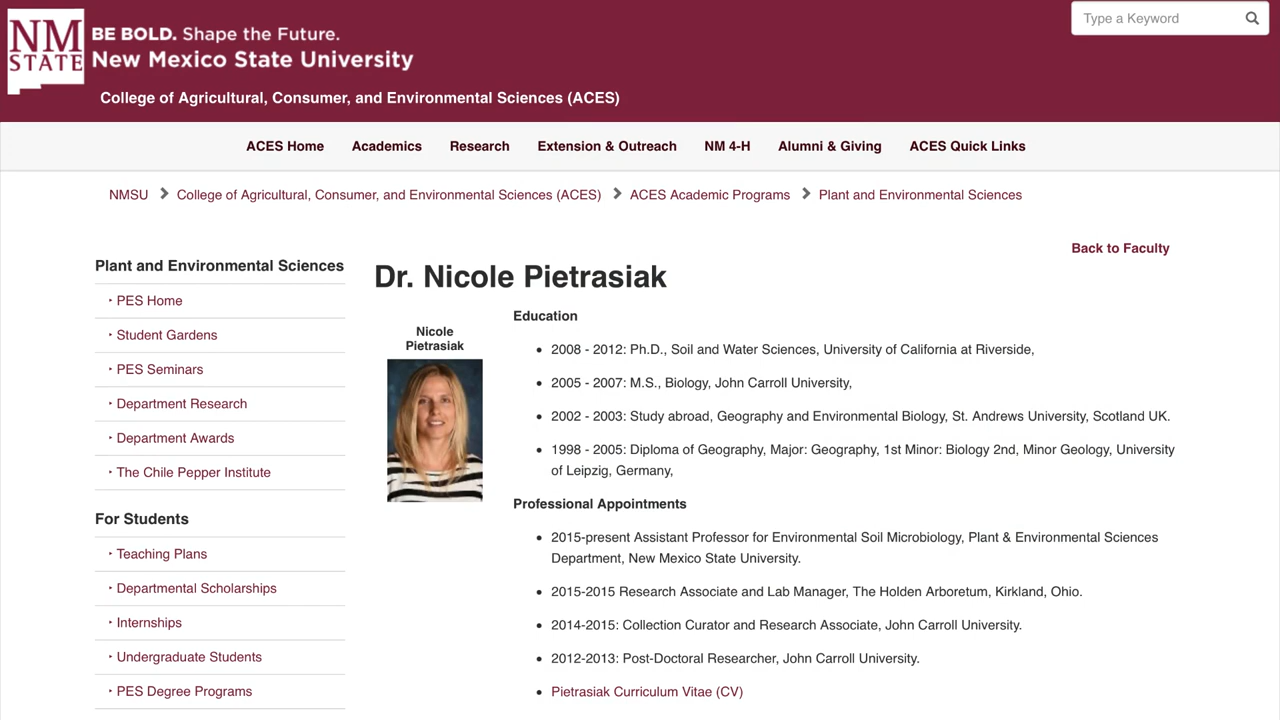 NM
STATE
BE BOLD. Shape the Future.
New Mexico State University
College of Agricultural, Consumer, and Environmental Sciences (ACES)
Type a Keyword
ACES Home Academics Research Extension & Outreach NM 4-H Alumni & Giving ACES Quick Links
NMSU College of Agricultural, Consumer, and Environmental Sciences (ACES) ACES Academic Programs Plant and Environmental Sciences
Back to Faculty
Plant and Environmental Sciences
PES Home
Student Gardens
PES Seminars
Department Research
Department Awards
The Chile Pepper Institute
For Students
Teaching Plans
Departmental Scholarships
Internships
Undergraduate Students
PES Degree Programs
Dr. Nicole Pietrasiak
Nicole
Pietrasiak
Education
• 2008 - 2012: Ph.D., Soil and Water Sciences, University of California at Riverside,
• 2005 - 2007: M.S., Biology, John Carroll University,
• 2002 - 2003: Study abroad, Geography and Environmental Biology, St. Andrews University, Scotland UK.
• 1998 - 2005: Diploma of Geography, Major: Geography, 1st Minor: Biology 2nd, Minor Geology, University
of Leipzig, Germany,
Professional Appointments
• 2015-present Assistant Professor for Environmental Soil Microbiology, Plant & Environmental Sciences
Department, New Mexico State University.
• 2015-2015 Research Associate and Lab Manager, The Holden Arboretum, Kirkland, Ohio.
• 2014-2015: Collection Curator and Research Associate, John Carroll University.
• 2012-2013: Post-Doctoral Researcher, John Carroll University.
• Pietrasiak Curriculum Vitae (CV)